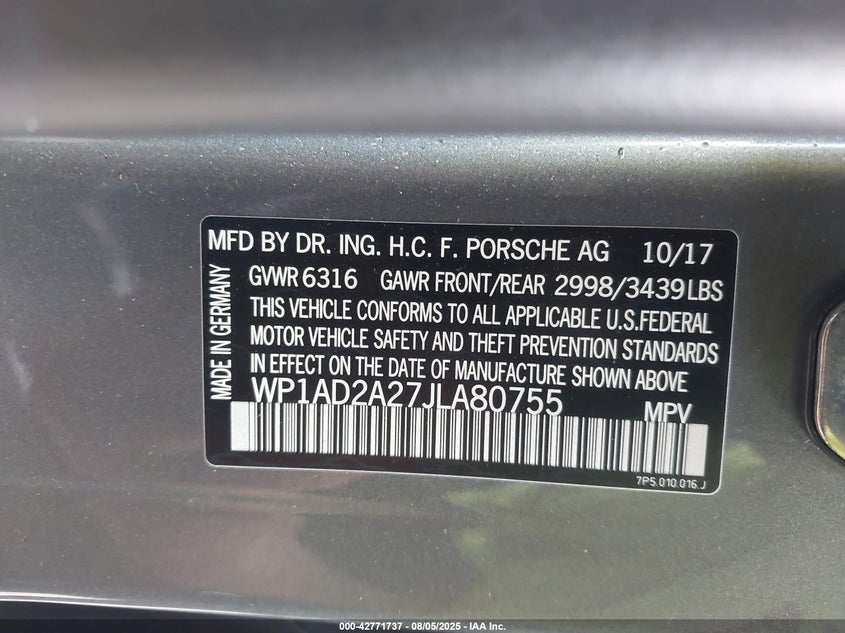 MFD BY DR. ING. H.C. F. PORSCHE AG 10/17
GVWR 6316 GAWR FRONT/REAR 2998/3439 LBS
THIS VEHICLE CONFORMS TO ALL APPLICABLE U.S.FEDERAL
MOTOR VEHICLE SAFETY AND THEFT PREVENTION STANDARDS
IN EFFECT ON THE DATE OF MANUFACTURE SHOWN ABOVE
WP1AD2A27JLA80755 MPV
MADE IN GERMANY
7P5.010.016.J
000-42771737 - 08/05/2025 - IAA Inc.